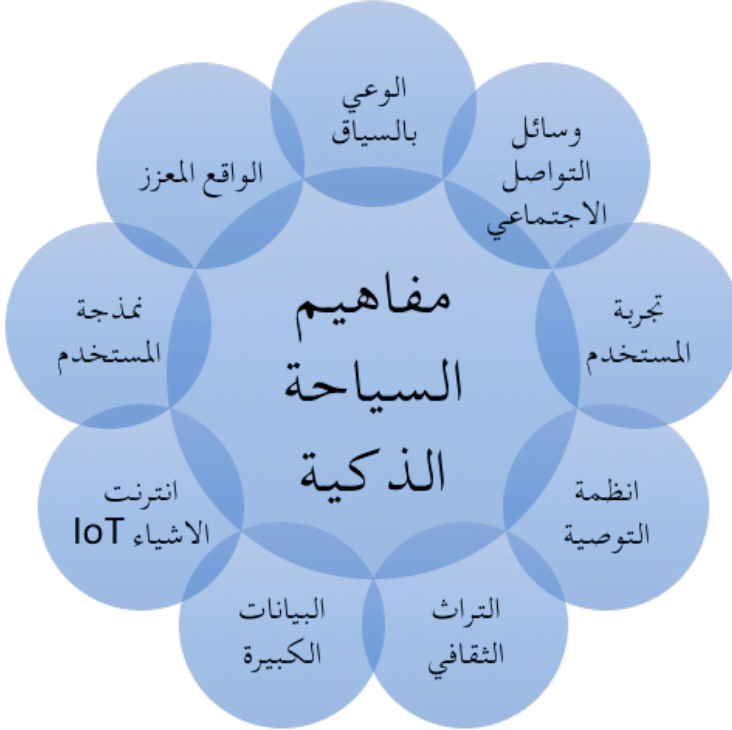 مفاهيم
السياحة
الذكية
الوعي
بالسياق
وسائل
التواصل
الاجتماعي
تجربة
المستخدم
انظمة
التوصية
التراث
الثقافي
البيانات
الكبيرة
انترنت
الاشياء IoT
نمذجة
المستخدم
الواقع المعزز